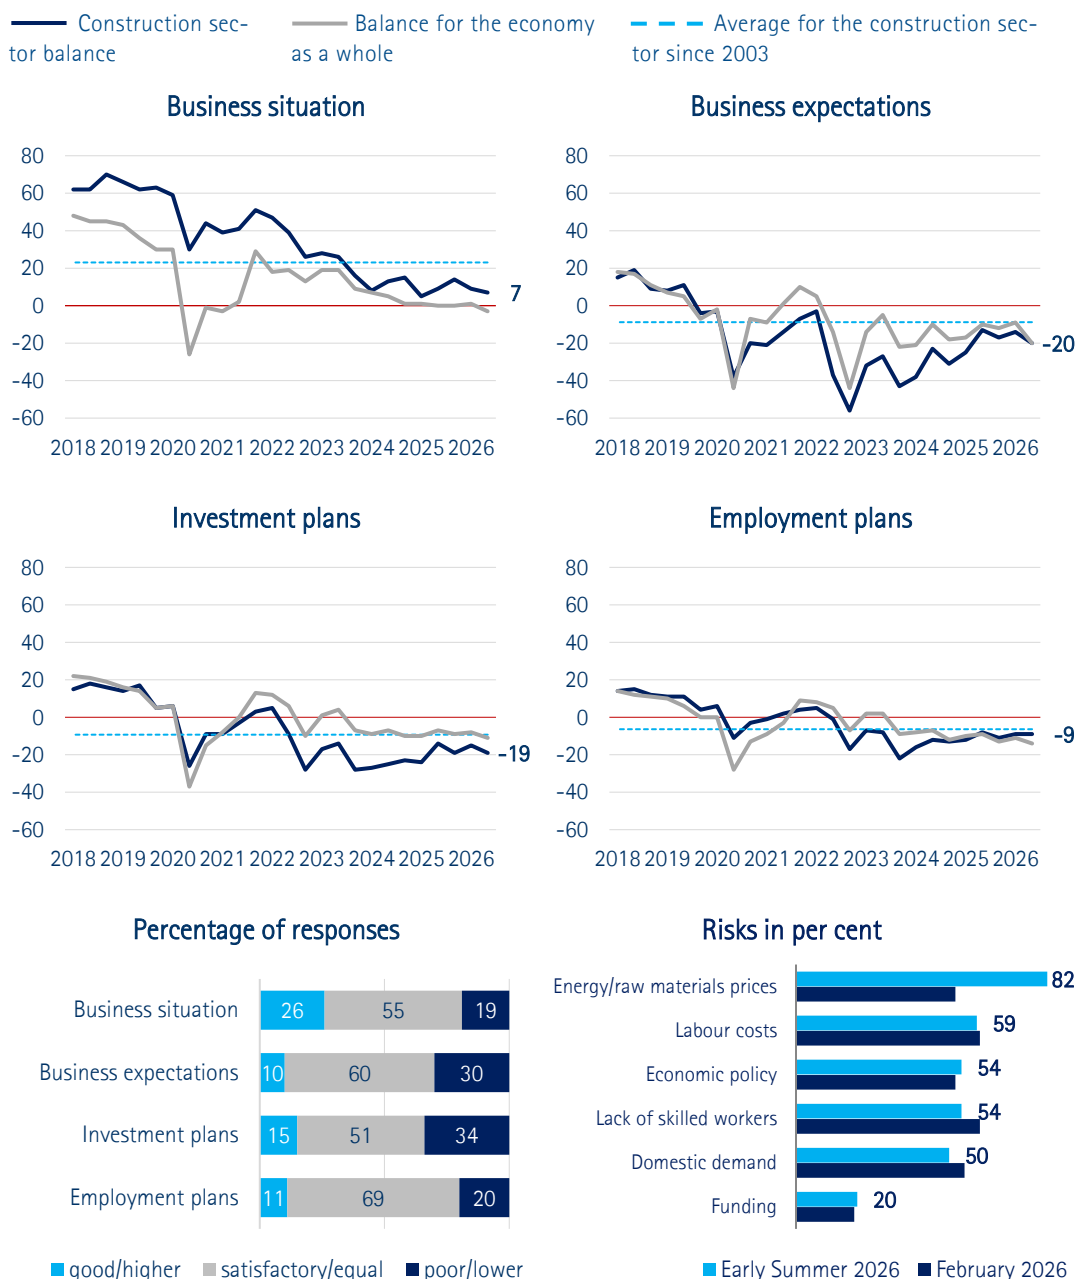 Construction sec-
tor balance
Balance for the economy
as a whole
Average for the construction sec-
tor since 2003
Business situation
80
60
40
20
0
-20
-40
-60
7
2018 2019 2020 2021 2022 2023 2024 2025 2026
Business expectations
80
60
40
20
0
-20
-40
-60
-20
2018 2019 2020 2021 2022 2023 2024 2025 2026
Investment plans
80
60
40
20
0
-20
-40
-60
-19
2018 2019 2020 2021 2022 2023 2024 2025 2026
Employment plans
80
60
40
20
0
-20
-40
-60
-9
2018 2019 2020 2021 2022 2023 2024 2025 2026
Percentage of responses
Business situation 26 55 19
Business expectations 10 60 30
Investment plans 15 51 34
Employment plans 11 69 20
good/higher satisfactory/equal poor/lower
Risks in per cent
Energy/raw materials prices 82
Labour costs 59
Economic policy 54
Lack of skilled workers 54
Domestic demand 50
Funding 20
Early Summer 2026 February 2026